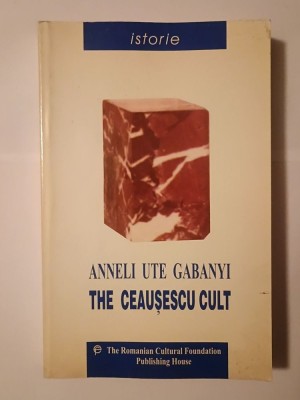 istorie
ANNELI UTE GABANYI
THE CEAUŞESCU CULT
The Romanian Cultural Foundation
Publishing House